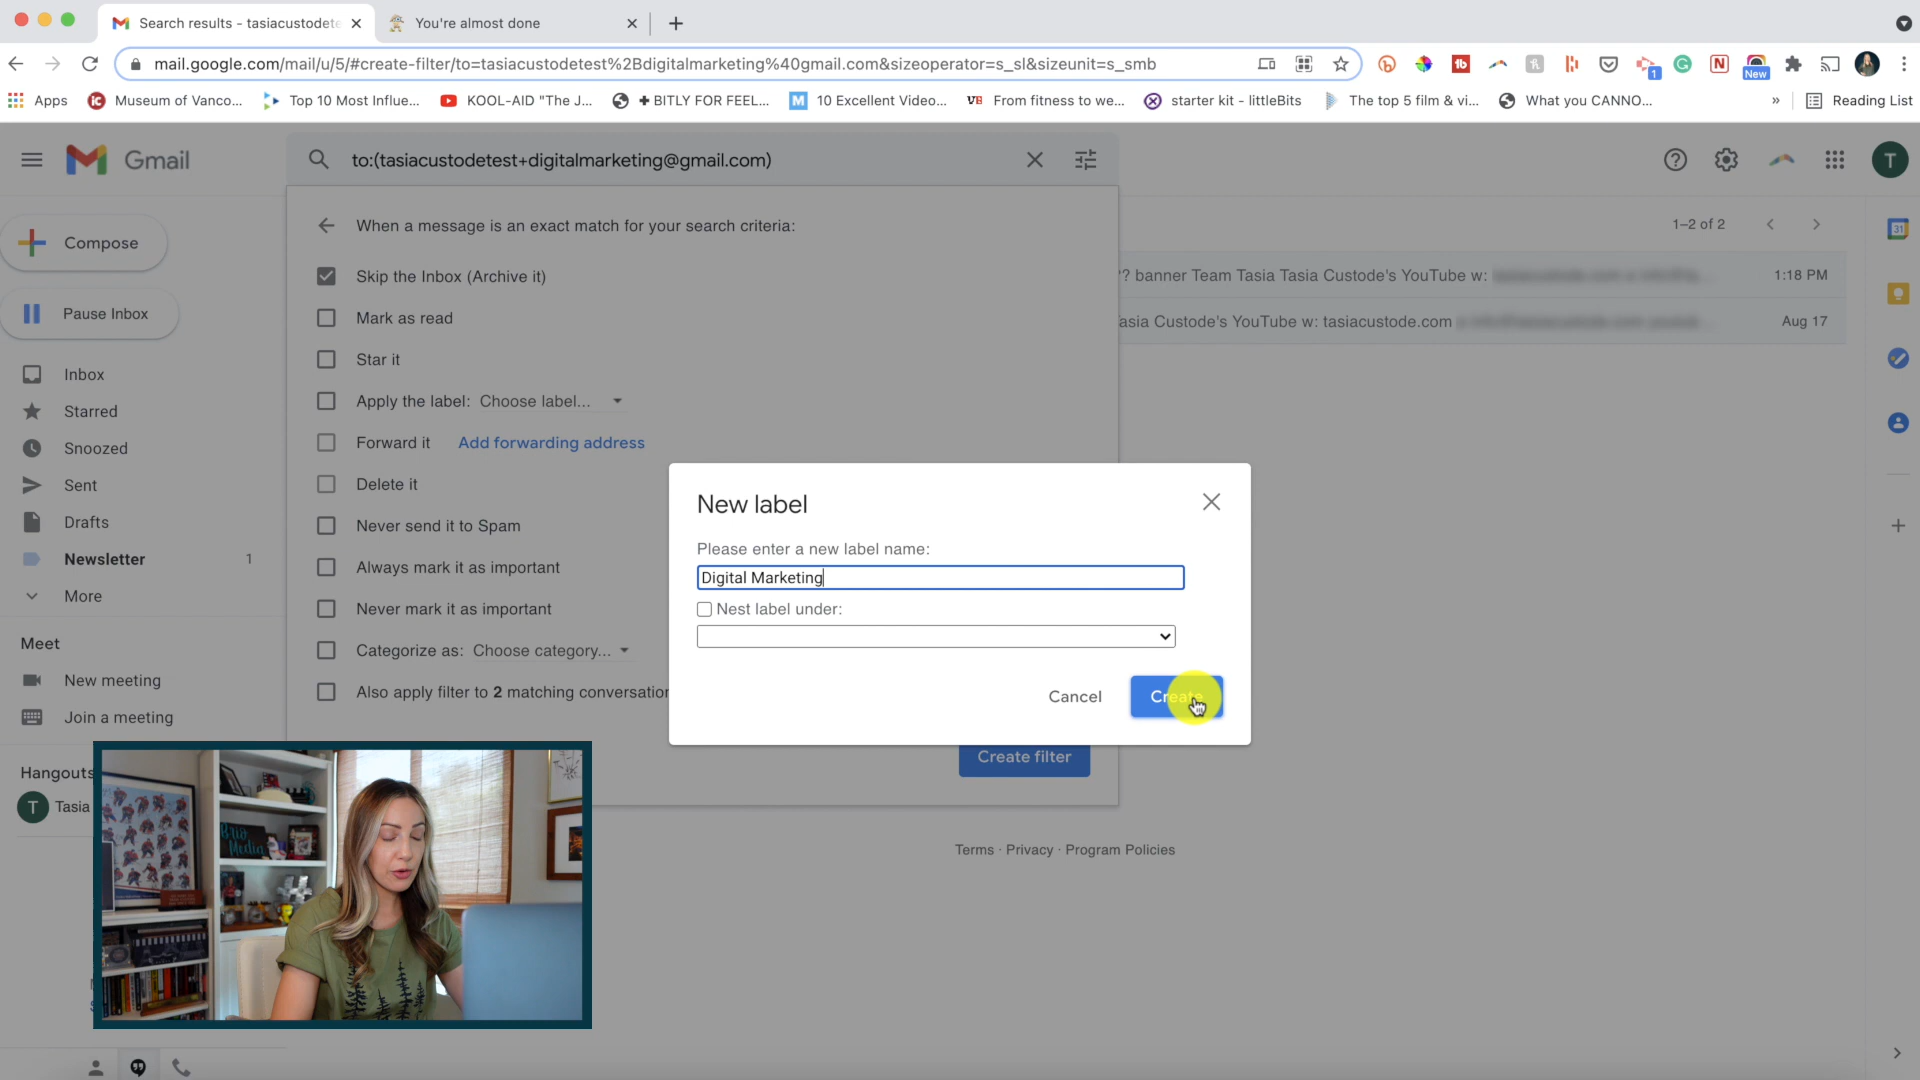 Search results - tasiacustodete
You're almost done
mail.google.com/mail/u/5/#create-filter/to=tasiacustodetest%2Bdigitalmarketing%40gmail.com&sizeoperator=s_sl&sizeunit=s_smb
1
New
Apps
Museum of Vanco...
Top 10 Most Influe...
KOOL-AID "The J...
+ BITLY FOR FEEL...
10 Excellent Video...
From fitness to we...
starter kit - littleBits
The top 5 film & vi...
What you CANNO...
»
Reading List
Gmail
to:(tasiacustodetest+digitalmarketing@gmail.com)
T
Compose
Pause Inbox
Inbox
Starred
Snoozed
Sent
Drafts
Newsletter 1
More
Meet
New meeting
Join a meeting
Hangouts
T Tasia
When a message is an exact match for your search criteria:
Skip the Inbox (Archive it)
Mark as read
Star it
Apply the label: Choose label...
Forward it Add forwarding address
Delete it
Never send it to Spam
Always mark it as important
Never mark it as important
Categorize as: Choose category...
Also apply filter to 2 matching conversation
Create filter
1–2 of 2
? banner Team Tasia Tasia Custode's YouTube w: 1:18 PM
asia Custode's YouTube w: tasiacustode.com Aug 17
31
New label
Please enter a new label name:
Digital Marketing
Nest label under:
Cancel
Create
Terms · Privacy · Program Policies
Brio
Media